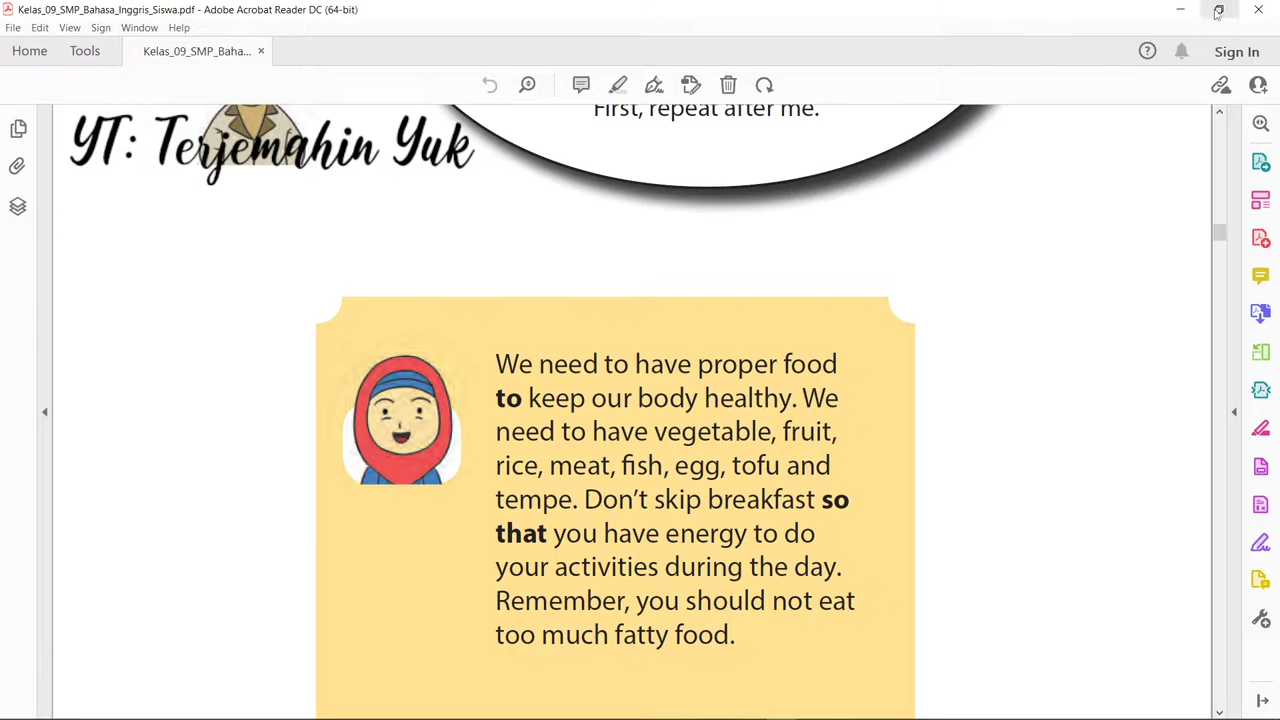 Kelas_09_SMP_Bahasa_Inggris_Siswa.pdf - Adobe Acrobat Reader DC (64-bit)
File Edit View Sign Window Help
Home Tools Kelas_09_SMP_Baha... Sign In
First, repeat after me.
YT: Terjemahin Yuk
We need to have proper food
to keep our body healthy. We
need to have vegetable, fruit,
rice, meat, fish, egg, tofu and
tempe. Don't skip breakfast so
that you have energy to do
your activities during the day.
Remember, you should not eat
too much fatty food.